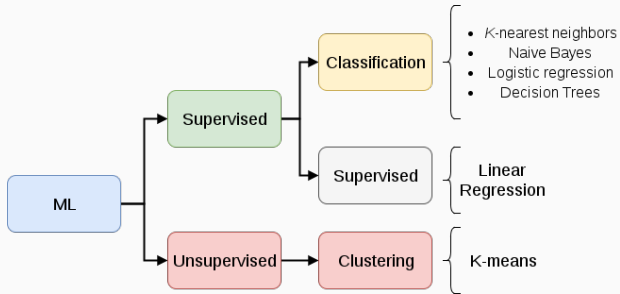 ML
Supervised
Unsupervised
Classification
Supervised
Clustering
• K-nearest neighbors
• Naive Bayes
• Logistic regression
• Decision Trees
Linear
Regression
K-means